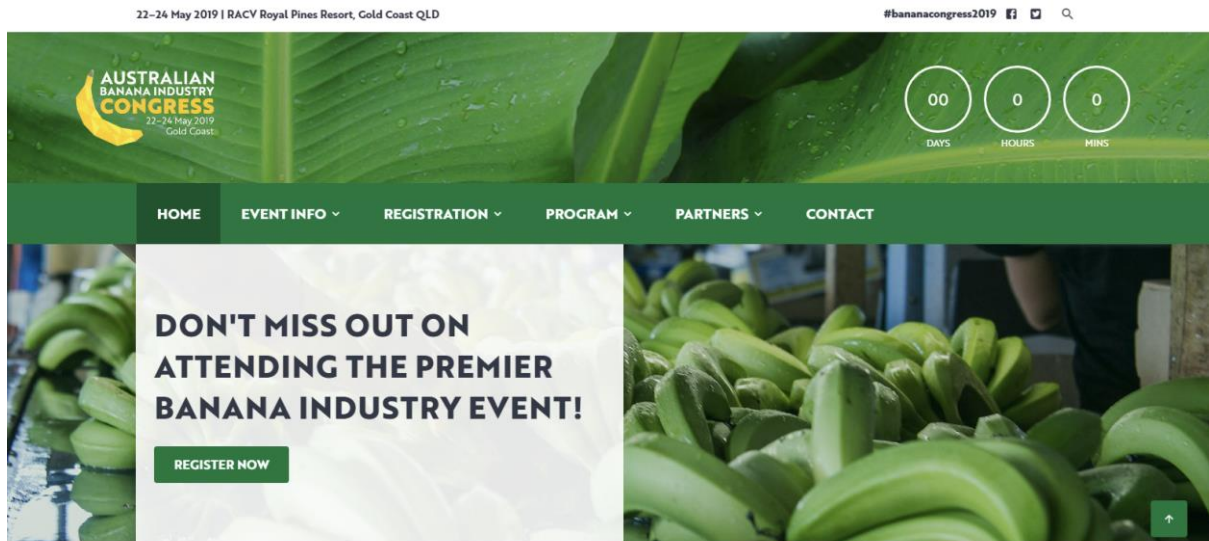 22–24 May 2019 | RACV Royal Pines Resort, Gold Coast QLD
#bananacongress2019
AUSTRALIAN
BANANA INDUSTRY
CONGRESS
22–24 May 2019
Gold Coast
00
0
0
DAYS
HOURS
MINS
HOME
EVENT INFO
REGISTRATION
PROGRAM
PARTNERS
CONTACT
DON'T MISS OUT ON
ATTENDING THE PREMIER
BANANA INDUSTRY EVENT!
REGISTER NOW